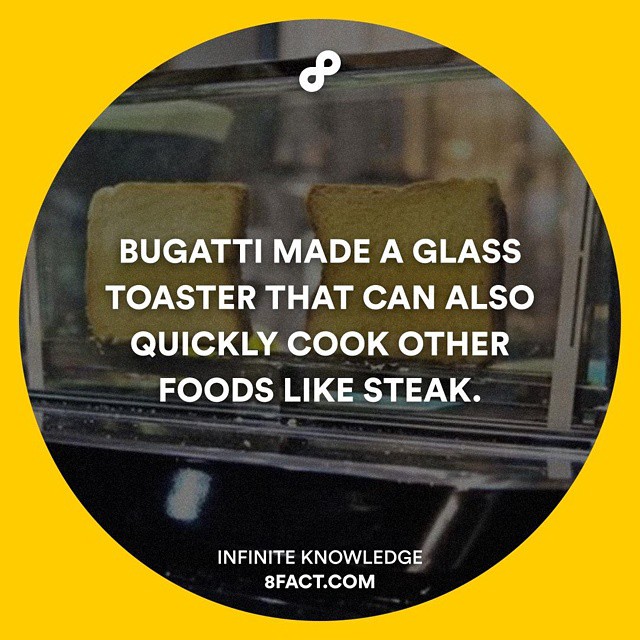 BUGATTI MADE A GLASS
TOASTER THAT CAN ALSO
QUICKLY COOK OTHER
FOODS LIKE STEAK.
INFINITE KNOWLEDGE
8FACT.COM